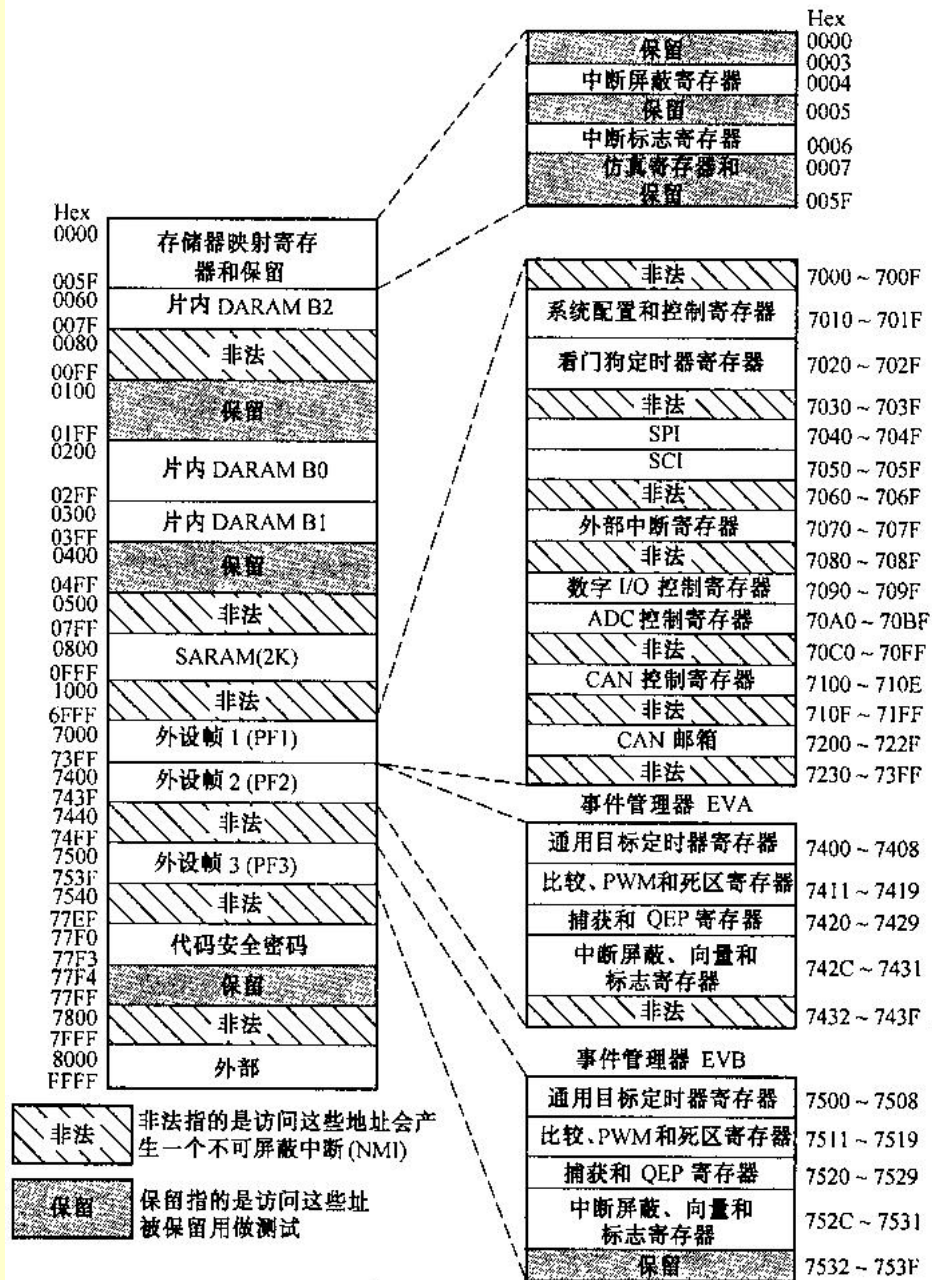 Hex
0000
存储器映射寄存
器和保留
005F
0060
片内 DARAM B2
007F
0080
非法
00FF
0100
保留
01FF
0200
片内 DARAM B0
02FF
0300
片内 DARAM B1
03FF
0400
保留
04FF
0500
非法
07FF
0800
SARAM(2K)
0FFF
1000
非法
6FFF
7000
外设帧 1 (PF1)
73FF
7400
外设帧 2 (PF2)
743F
7440
非法
74FF
7500
外设帧 3 (PF3)
753F
7540
非法
77EF
77F0
代码安全密码
77F3
77F4
保留
77FF
7800
非法
7FFF
8000
外部
FFFF
非法
非法指的是访问这些地址会产
生一个不可屏蔽中断(NMI)
保留
保留指的是访问这些址
被保留用做测试
Hex
保留 0000
0003
中断屏蔽寄存器 0004
保留 0005
中断标志寄存器 0006
仿真寄存器和 0007
保留 005F
非法 7000 ~ 700F
系统配置和控制寄存器 7010 ~ 701F
看门狗定时器寄存器 7020 ~ 702F
非法 7030 ~ 703F
SPI 7040 ~ 704F
SCI 7050 ~ 705F
非法 7060 ~ 706F
外部中断寄存器 7070 ~ 707F
非法 7080 ~ 708F
数字 I/O 控制寄存器 7090 ~ 709F
ADC 控制寄存器 70A0 ~ 70BF
非法 70C0 ~ 70FF
CAN 控制寄存器 7100 ~ 710E
非法 710F ~ 71FF
CAN 邮箱 7200 ~ 722F
非法 7230 ~ 73FF
事件管理器 EVA
通用目标定时器寄存器 7400 ~ 7408
比较、PWM和死区寄存器 7411 ~ 7419
捕获和 QEP 寄存器 7420 ~ 7429
中断屏蔽、向量和
标志寄存器 742C ~ 7431
非法 7432 ~ 743F
事件管理器 EVB
通用目标定时器寄存器 7500 ~ 7508
比较、PWM和死区寄存器 7511 ~ 7519
捕获和 QEP 寄存器 7520 ~ 7529
中断屏蔽、向量和
标志寄存器 752C ~ 7531
保留 7532 ~ 753F